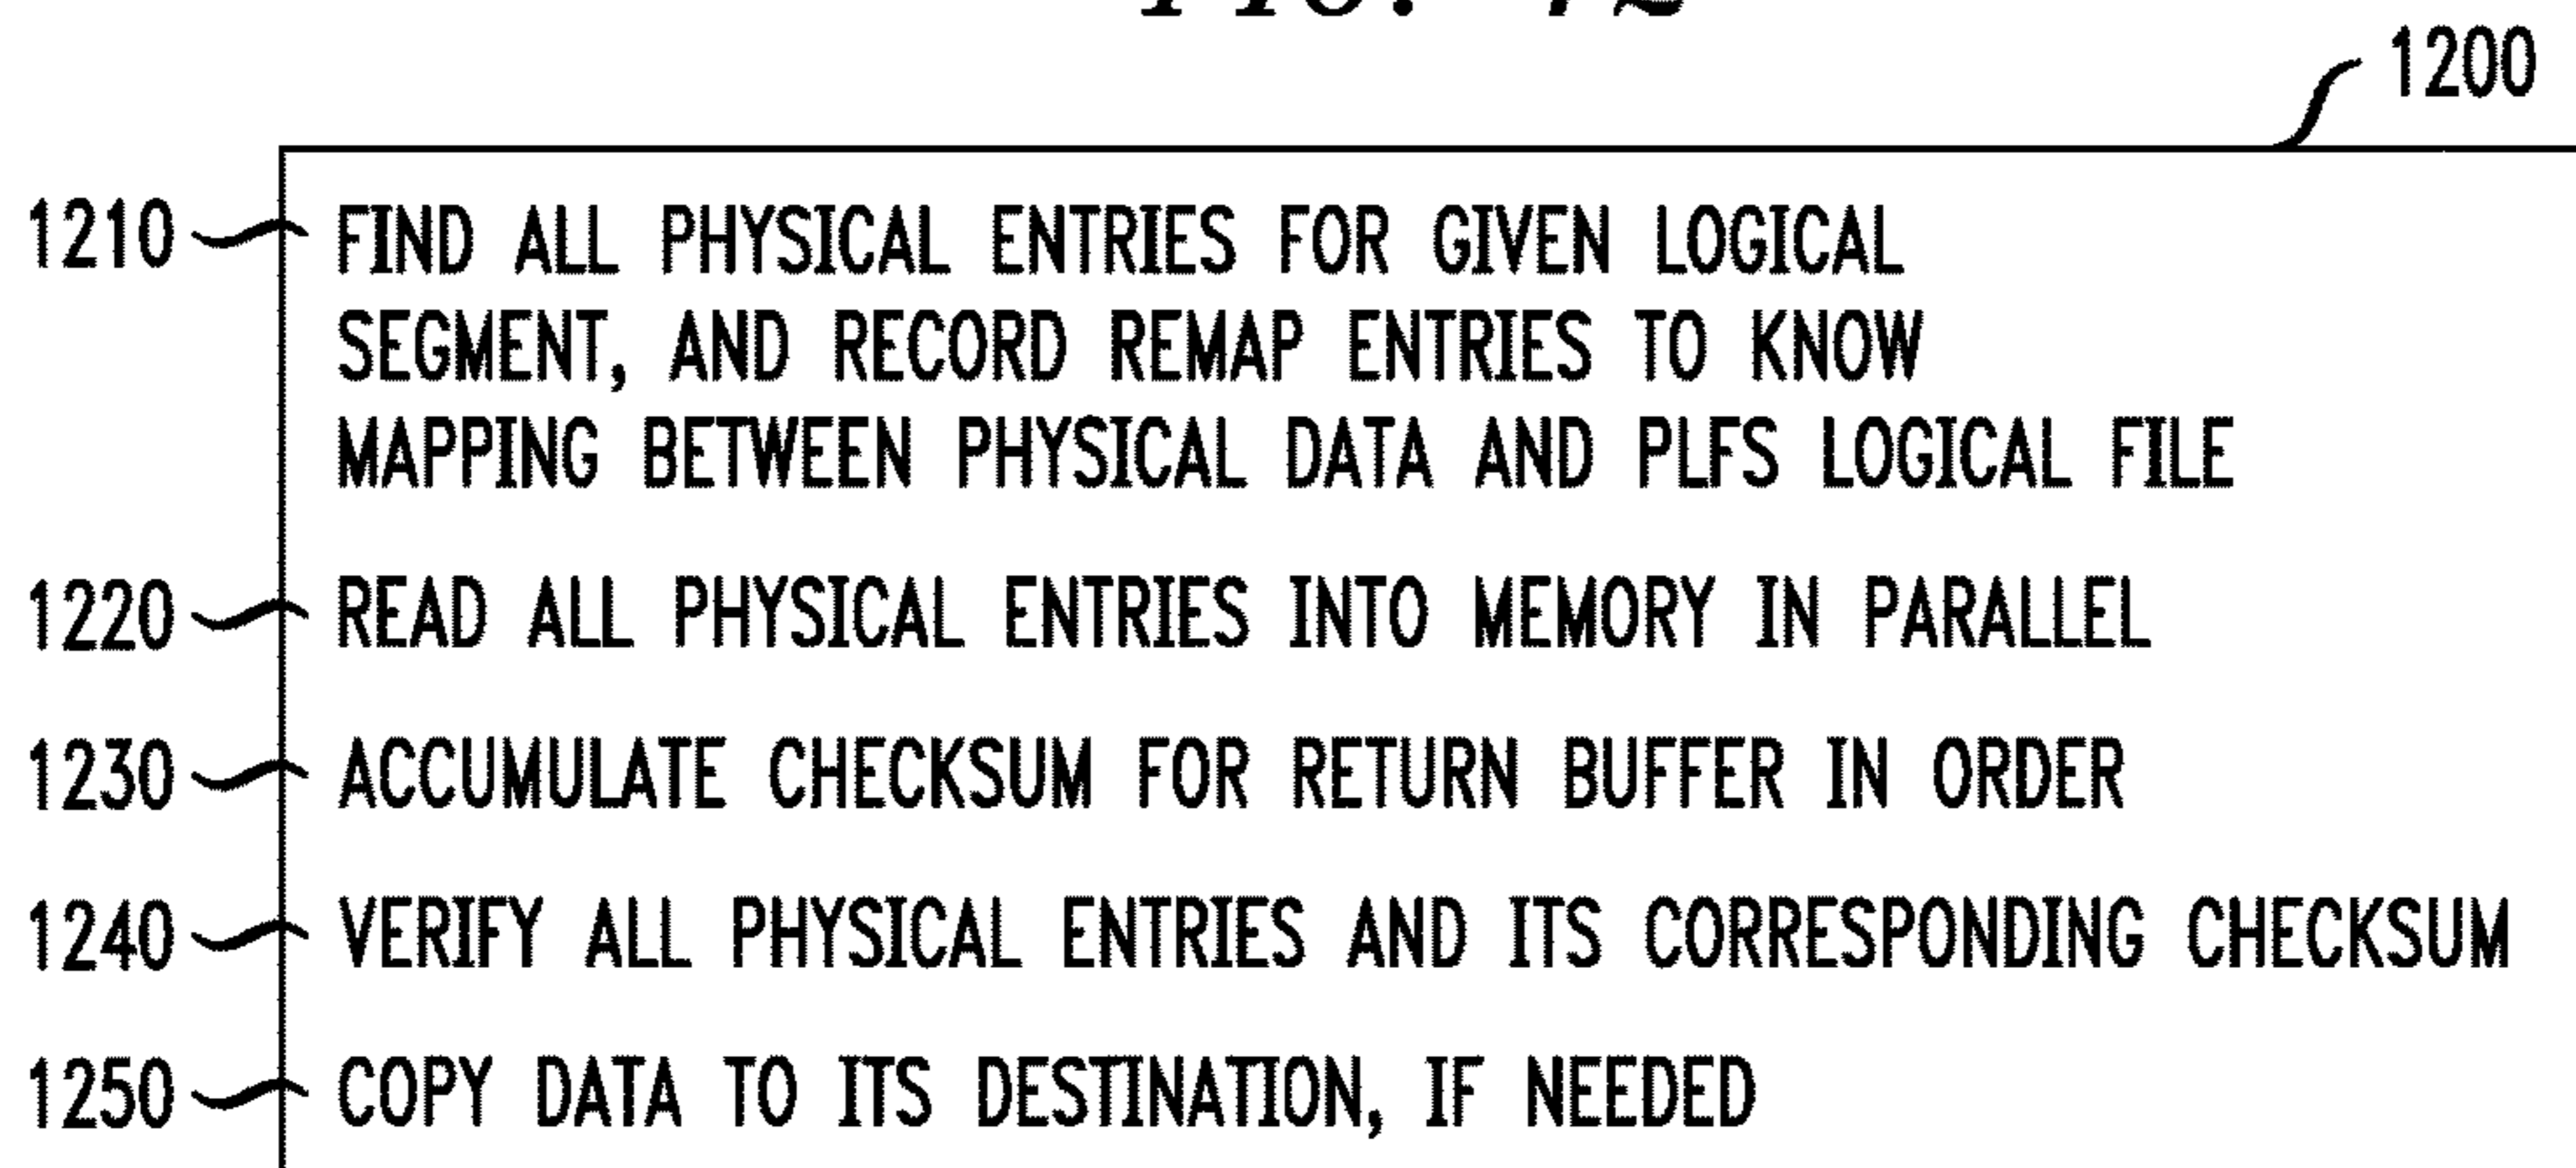 FIG. 12
1200
1210 FIND ALL PHYSICAL ENTRIES FOR GIVEN LOGICAL
SEGMENT, AND RECORD REMAP ENTRIES TO KNOW
MAPPING BETWEEN PHYSICAL DATA AND PLFS LOGICAL FILE
1220 READ ALL PHYSICAL ENTRIES INTO MEMORY IN PARALLEL
1230 ACCUMULATE CHECKSUM FOR RETURN BUFFER IN ORDER
1240 VERIFY ALL PHYSICAL ENTRIES AND ITS CORRESPONDING CHECKSUM
1250 COPY DATA TO ITS DESTINATION, IF NEEDED